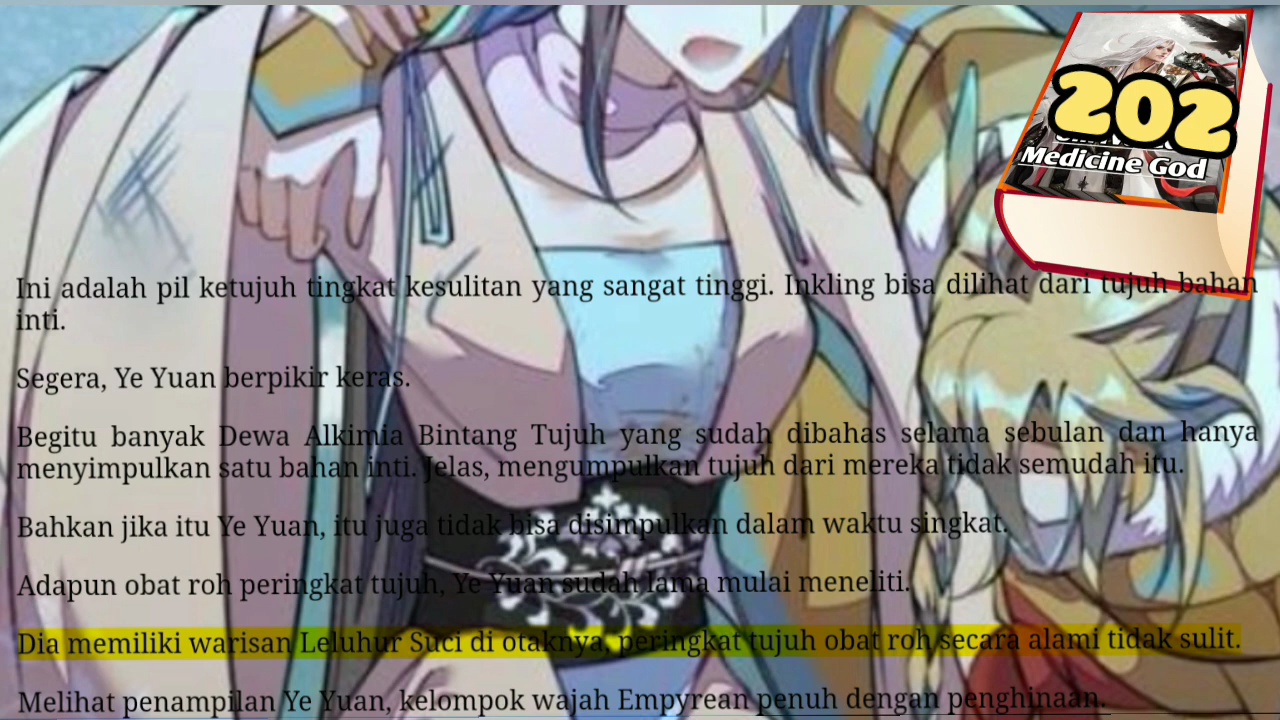 202
Medicine God
Ini adalah pil ketujuh tingkat kesulitan yang sangat tinggi. Inkling bisa dilihat dari tujuh bahan
inti.
Segera, Ye Yuan berpikir keras.
Begitu banyak Dewa Alkimia Bintang Tujuh yang sudah dibahas selama sebulan dan hanya
menyimpulkan satu bahan inti. Jelas, mengumpulkan tujuh dari mereka tidak semudah itu.
Bahkan jika itu Ye Yuan, itu juga tidak bisa disimpulkan dalam waktu singkat.
Adapun obat roh peringkat tujuh, Ye Yuan sudah lama mulai meneliti.
Dia memiliki warisan Leluhur Suci di otaknya, peringkat tujuh obat roh secara alami tidak sulit.
Melihat penampilan Ye Yuan, kelompok wajah Empyrean penuh dengan penghinaan.